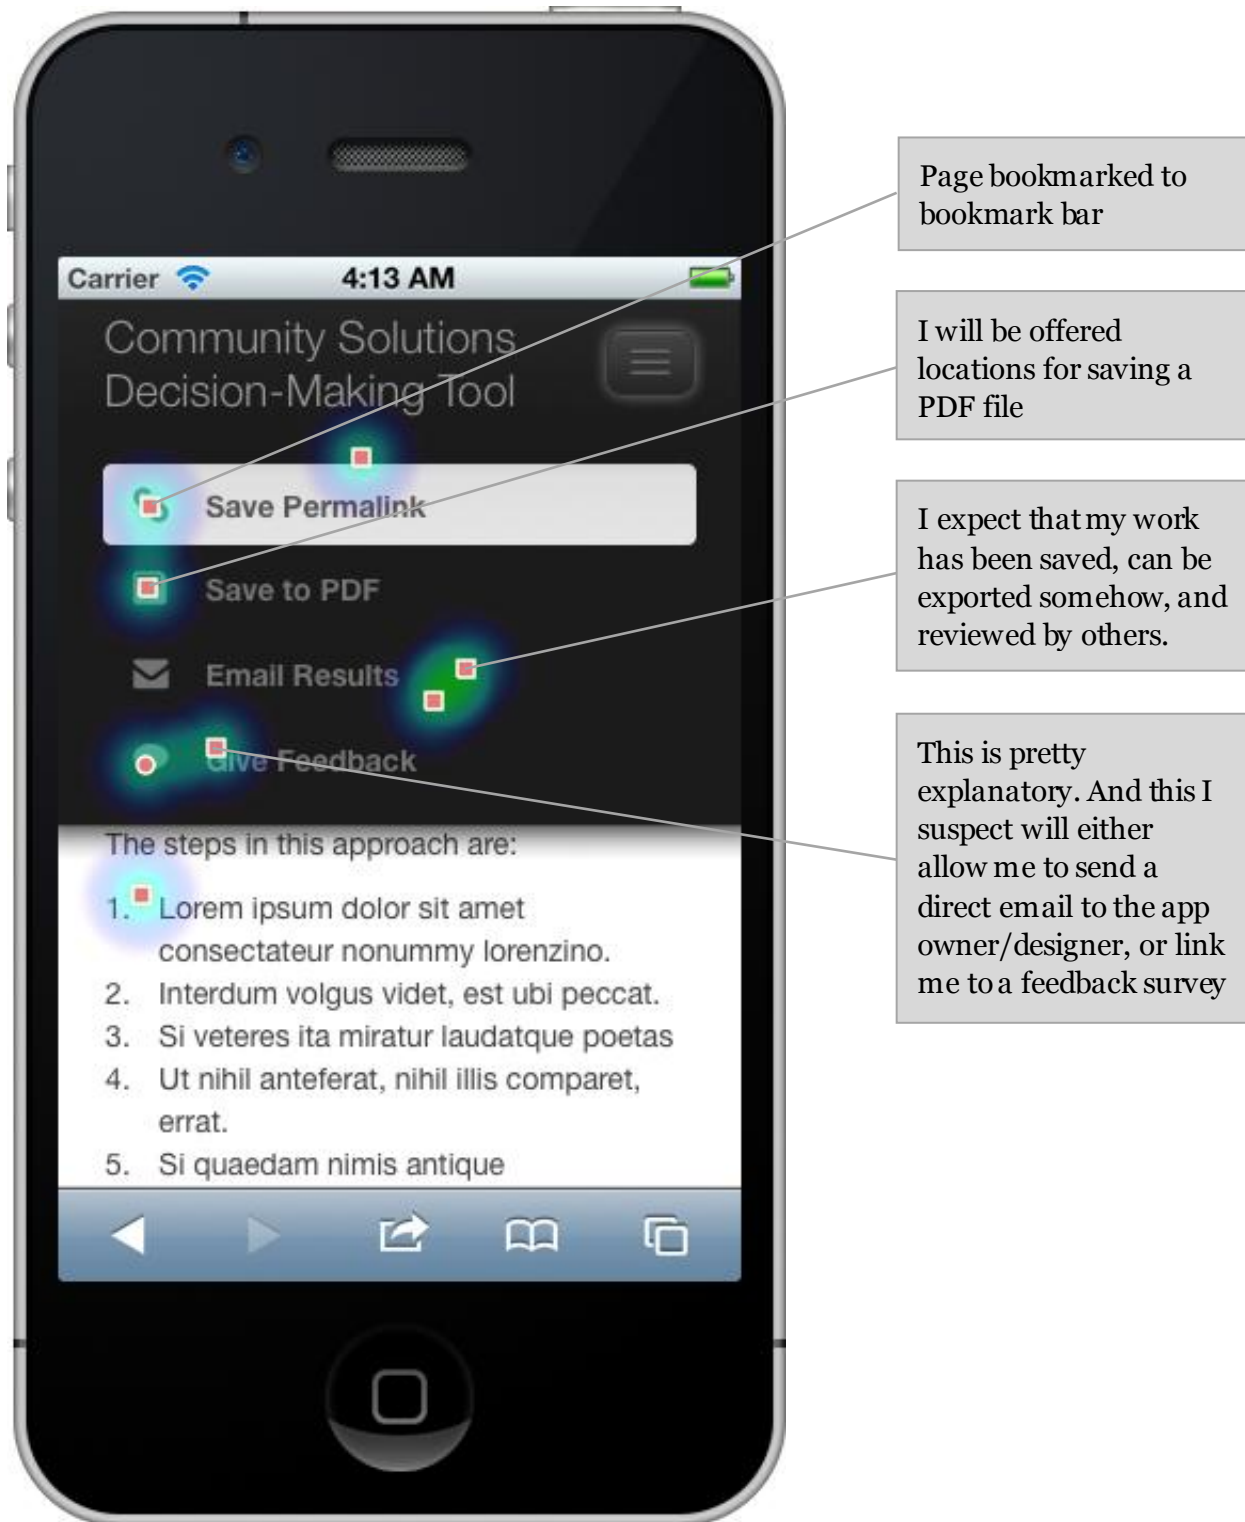 Carrier 4:13 AM
Community Solutions
Decision-Making Tool
Save Permalink
Save to PDF
Email Results
Give Feedback
The steps in this approach are:
1. Lorem ipsum dolor sit amet
consectateur nonummy lorenzino.
2. Interdum volgus videt, est ubi peccat.
3. Si veteres ita miratur laudatque poetas
4. Ut nihil anteferat, nihil illis comparet,
errat.
5. Si quaedam nimis antique
Page bookmarked to
bookmark bar
I will be offered
locations for saving a
PDF file
I expect that my work
has been saved, can be
exported somehow, and
reviewed by others.
This is pretty
explanatory. And this I
suspect will either
allow me to send a
direct email to the app
owner/designer, or link
me to a feedback survey